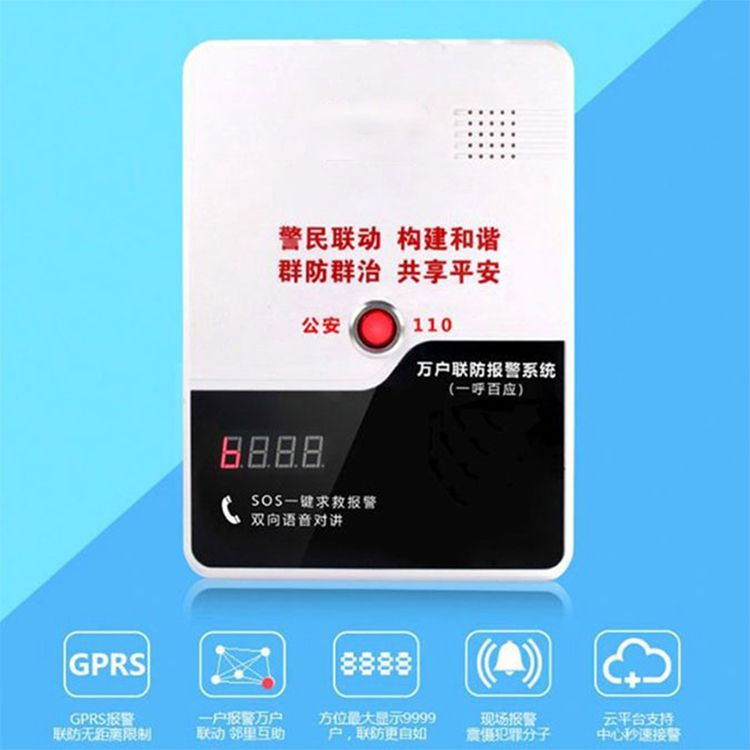 警民联动 构建和谐
群防群治 共享平安
公安 110
万户联防报警系统
(一呼百应)
SOS一键求救报警
双向语音对讲
GPRS
8888
GPRS报警
联防无距离限制
一户报警万户
联动 邻里互助
方位最大显示9999
户，联防更自如
现场报警
震慑犯罪分子
云平台支持
中心秒速接警